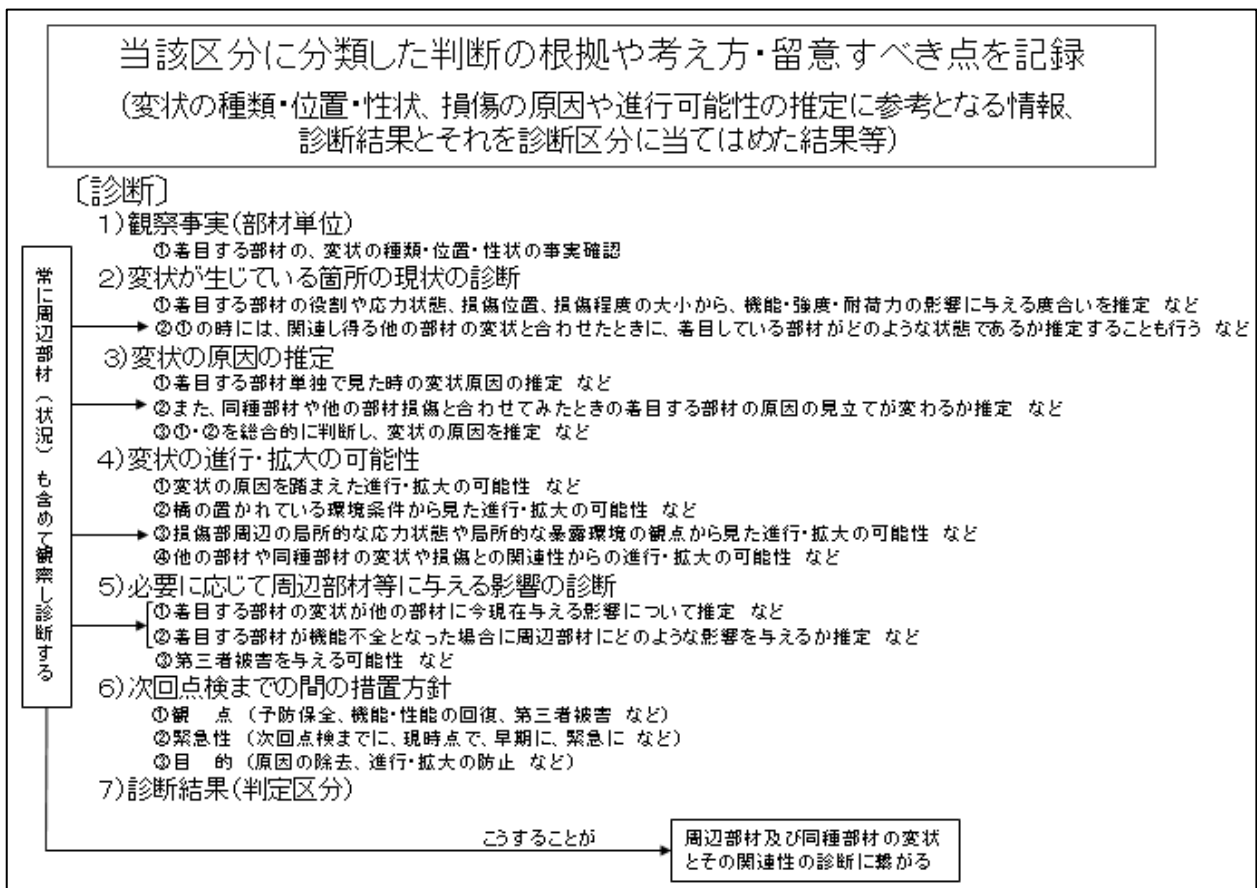 当該区分に分類した判断の根拠や考え方・留意すべき点を記録
(変状の種類・位置・性状、損傷の原因や進行可能性の推定に参考となる情報、
診断結果とそれを診断区分に当てはめた結果等)
〔診断〕
1)観察事実(部材単位)
①着目する部材の、変状の種類・位置・性状の事実確認
2)変状が生じている箇所の現状の診断
①着目する部材の役割や応力状態、損傷位置、損傷程度の大小から、機能・強度・耐荷力の影響に与える度合いを推定 など
②①の時には、関連し得る他の部材の変状と合わせたときに、着目している部材がどのような状態であるか推定することも行う など
3)変状の原因の推定
①着目する部材単独で見た時の変状原因の推定 など
②また、同種部材や他の部材損傷と合わせてみたときの着目する部材の原因の見立てが変わるか推定 など
③①・②を総合的に判断し、変状の原因を推定 など
4)変状の進行・拡大の可能性
①変状の原因を踏まえた進行・拡大の可能性 など
②橋の置かれている環境条件から見た進行・拡大の可能性 など
③損傷部周辺の局所的な応力状態や局所的な暴露環境の観点から見た進行・拡大の可能性 など
④他の部材や同種部材の変状や損傷との関連性からの進行・拡大の可能性 など
5)必要に応じて周辺部材等に与える影響の診断
①着目する部材の変状が他の部材に今現在与える影響について推定 など
②着目する部材が機能不全となった場合に周辺部材にどのような影響を与えるか推定 など
③第三者被害を与える可能性 など
6)次回点検までの間の措置方針
①観 点 (予防保全、機能・性能の回復、第三者被害 など)
②緊急性 (次回点検までに、現時点で、早期に、緊急に など)
③目 的 (原因の除去、進行・拡大の防止 など)
7)診断結果(判定区分)
常に周辺部材(状況)も含めて観察し診断する
こうすることが
周辺部材及び同種部材の変状
とその関連性の診断に繋がる